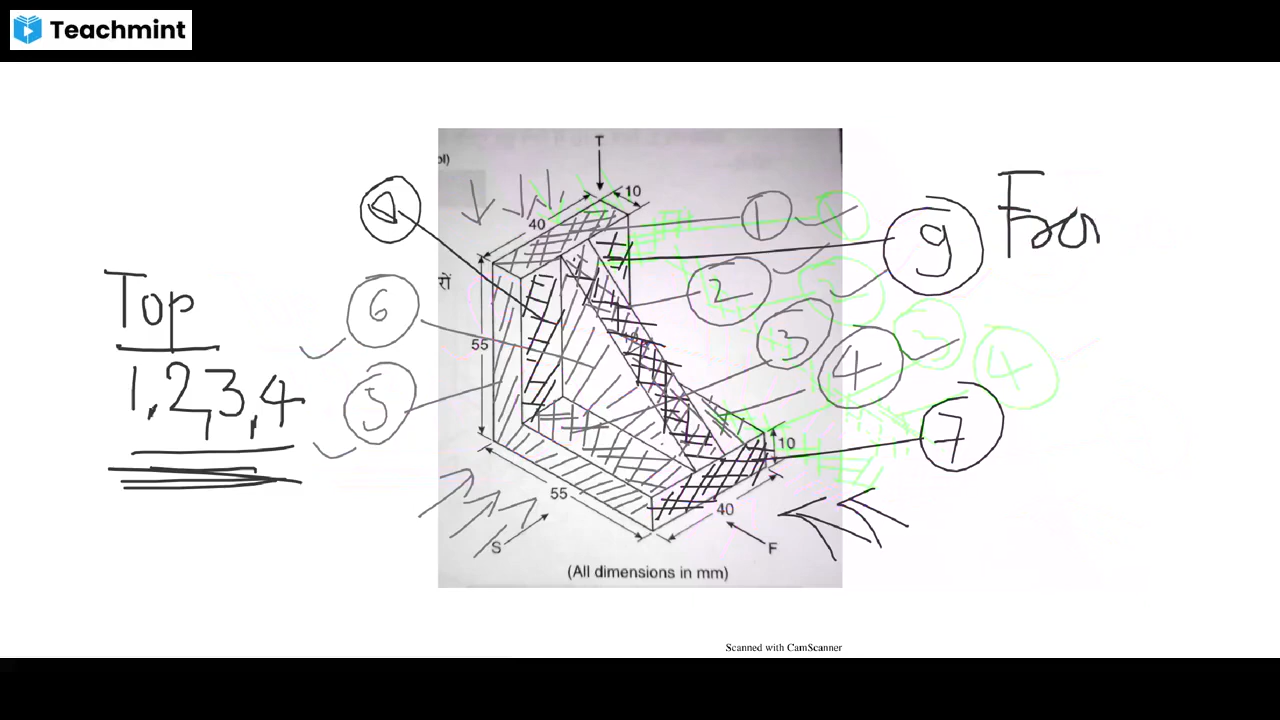 Teachmint
T
10
40
1
9
Fron
6
2
Top
55
3
4
1,2,3,4
5
7
10
55
40
S
F
(All dimensions in mm)
Scanned with CamScanner